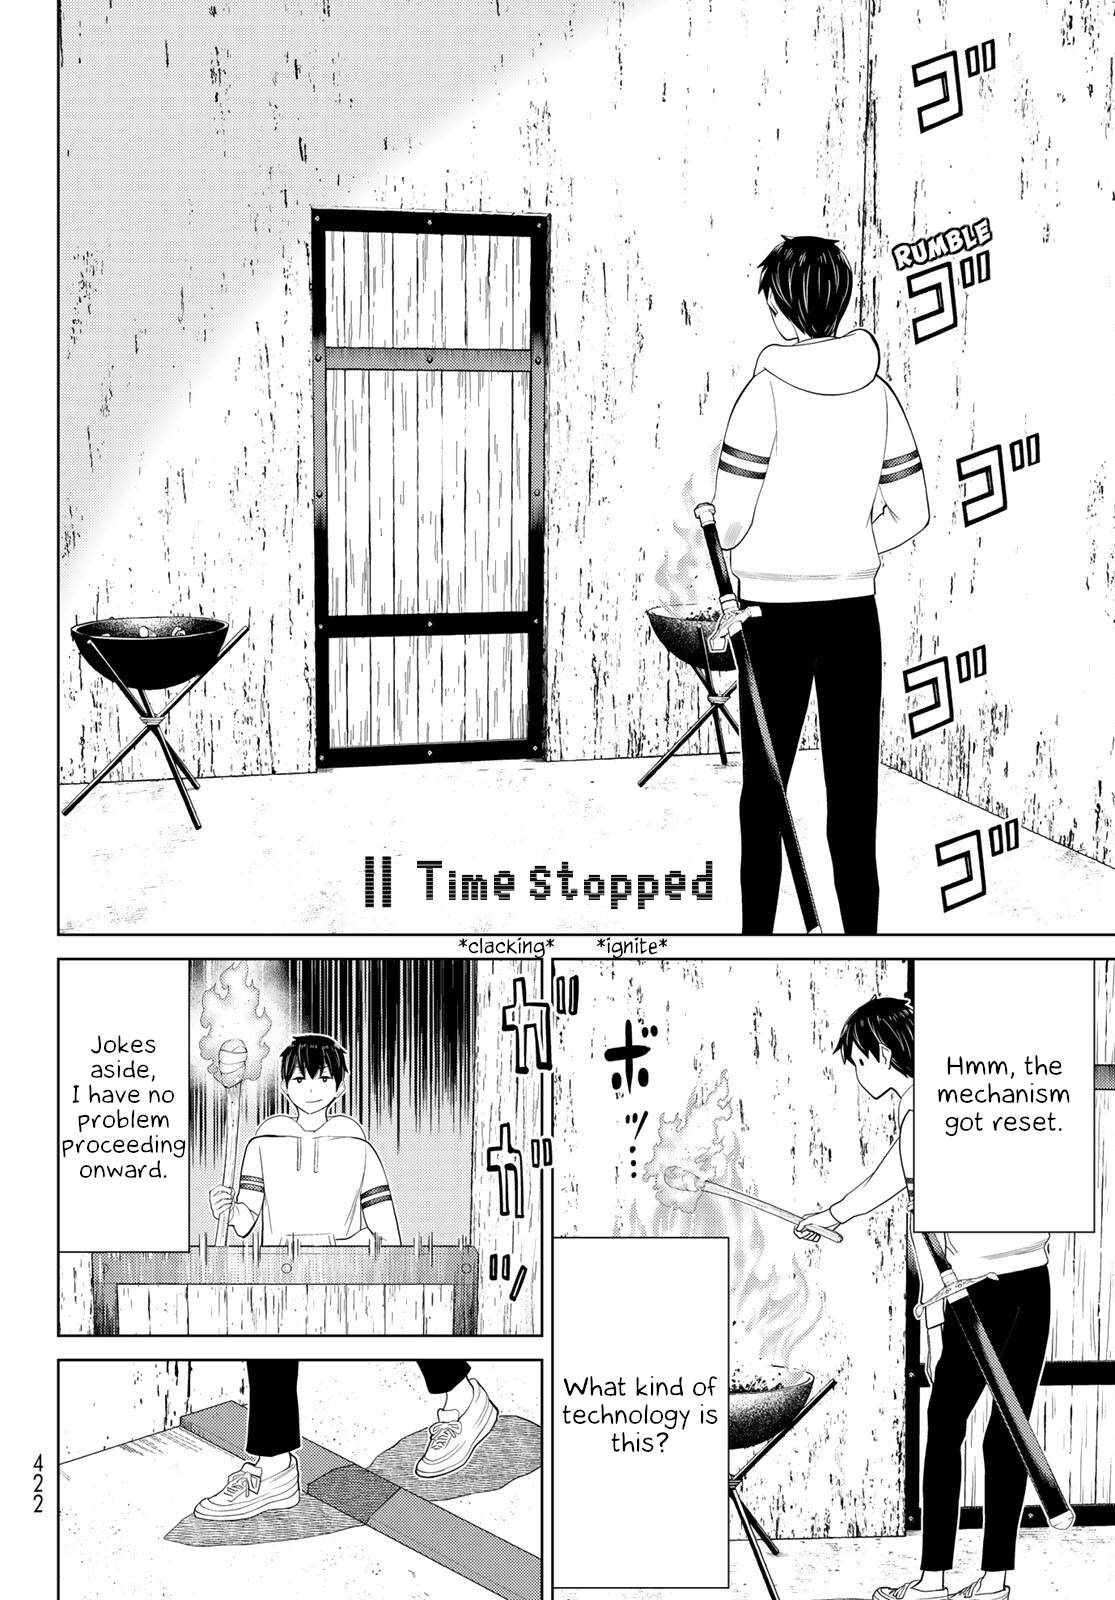 ゴ"
RUMBLE
ゴ"
ゴ"
ゴ"
ゴ"
|| Time Stopped
*clacking* *ignite*
Hmm, the
mechanism
got reset.
ボッ…
What kind of
technology is
this?
ガガガッ
Jokes
aside,
I have no
problem
proceeding
onward.
422